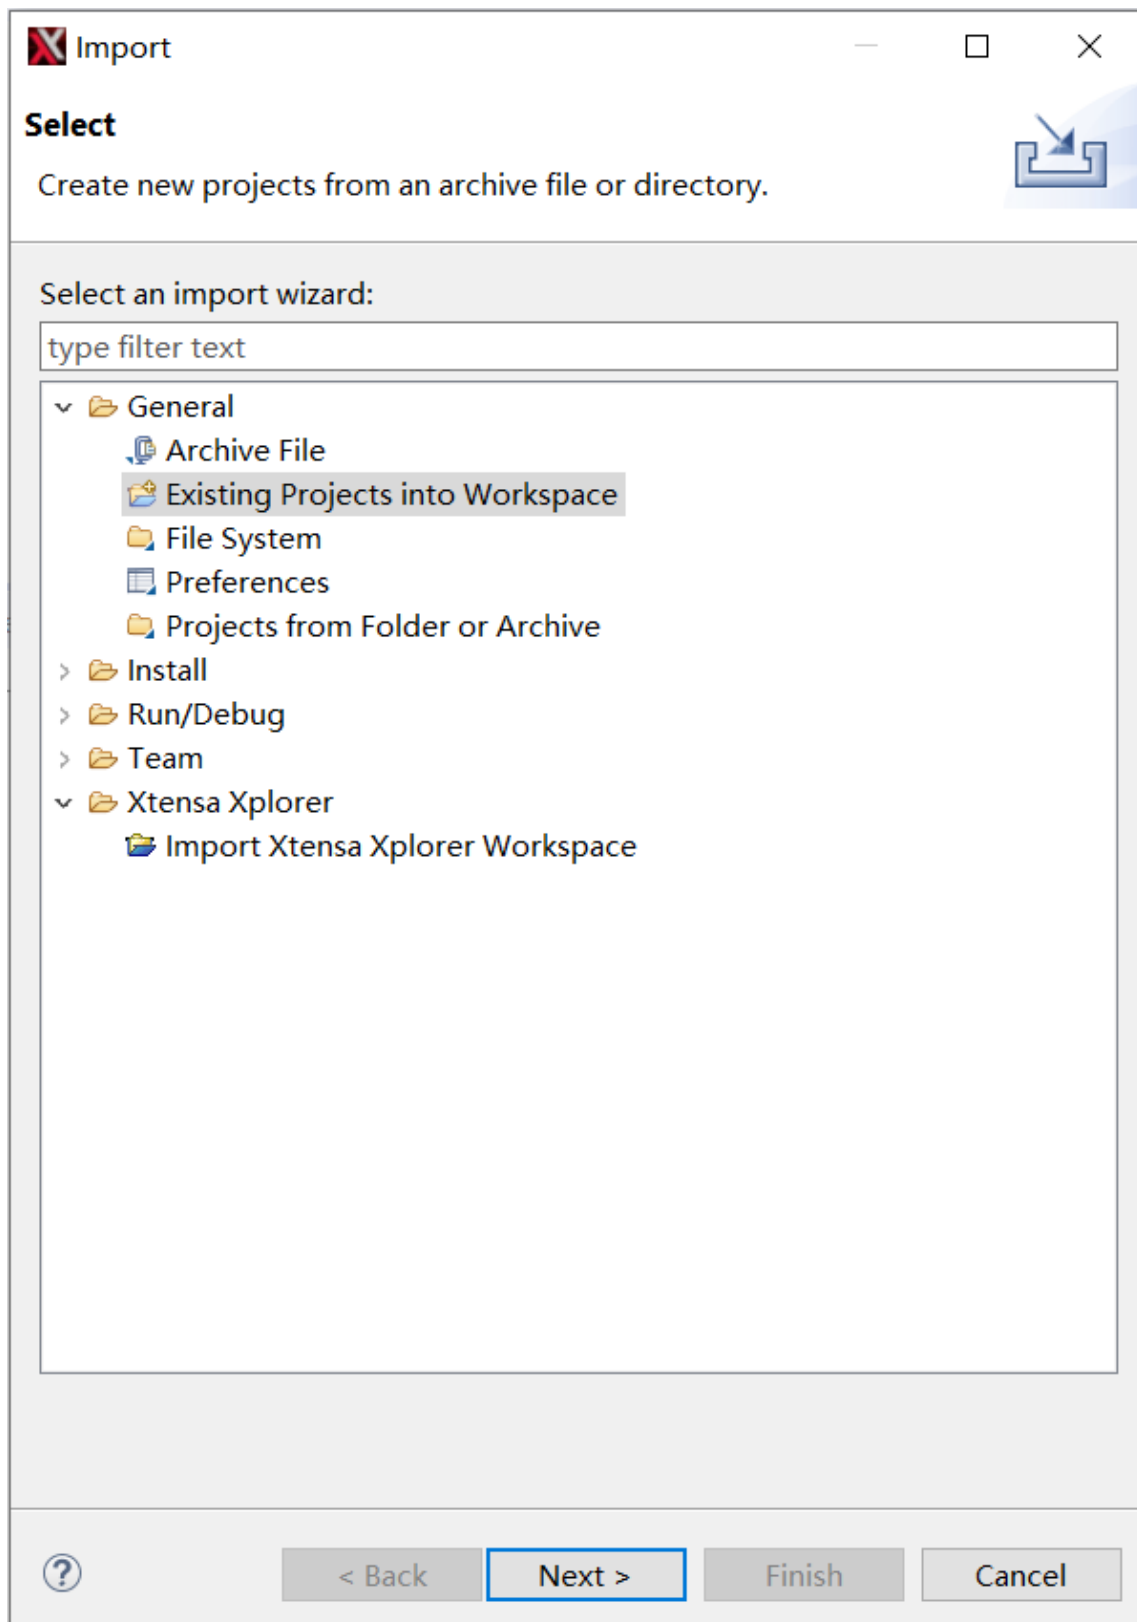 Import
Select
Create new projects from an archive file or directory.
Select an import wizard:
type filter text
General
Archive File
Existing Projects into Workspace
File System
Preferences
Projects from Folder or Archive
Install
Run/Debug
Team
Xtensa Xplorer
Import Xtensa Xplorer Workspace
< Back
Next >
Finish
Cancel